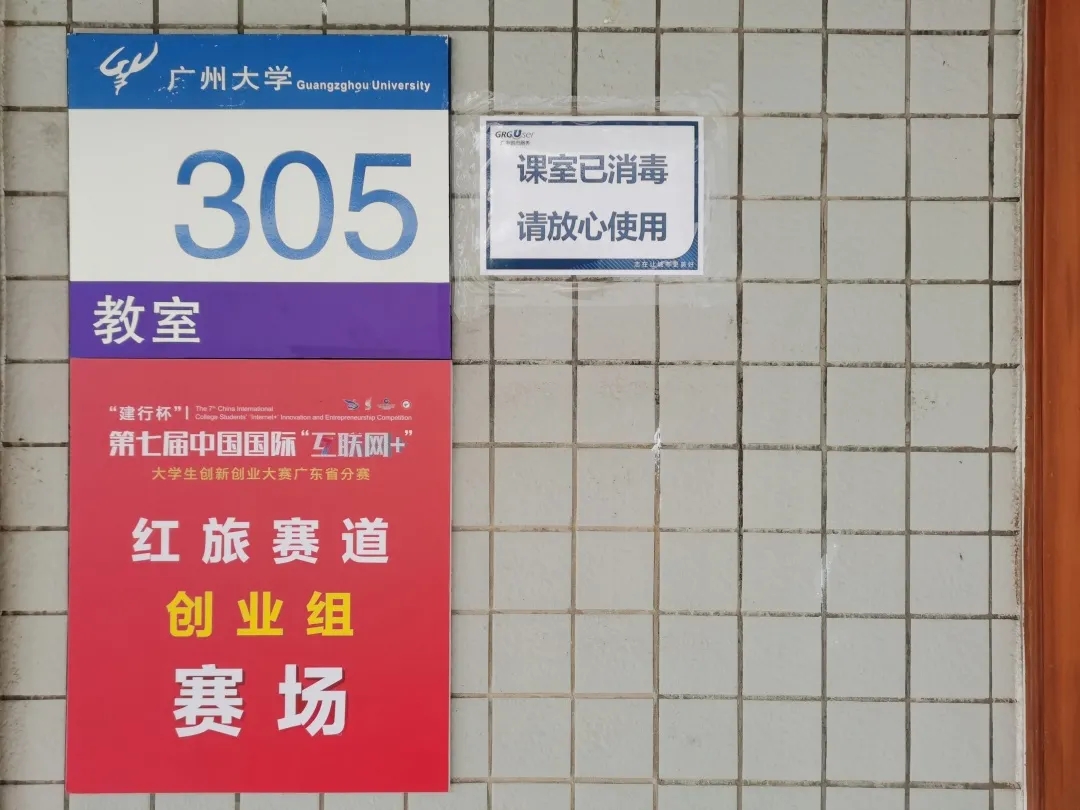 广州大学 Guangzghou University
305
教室
“建行杯” | The 7th China International
College Students' "Internet+" Innovation and Entrepreneurship Competition
第七届中国国际“互联网+”
大学生创新创业大赛广东省分赛
红旅赛道
创业组
赛场
GRG User
课室已消毒
请放心使用